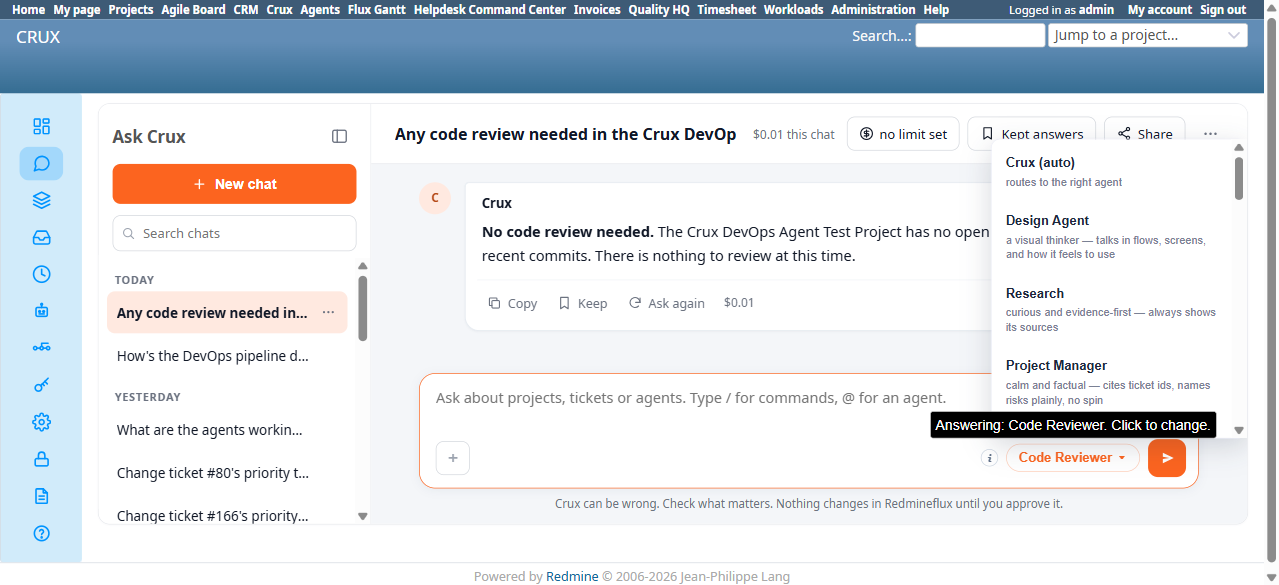 Home My page Projects Agile Board CRM Crux Agents Flux Gantt Helpdesk Command Center Invoices Quality HQ Timesheet Workloads Administration Help
Logged in as admin My account Sign out
CRUX
Search...:
Jump to a project...
Ask Crux
+ New chat
Search chats
TODAY
Any code review needed in... ...
How's the DevOps pipeline d...
YESTERDAY
What are the agents workin...
Change ticket #80's priority t...
Change ticket #166's priority...
Any code review needed in the Crux DevOp
$0.01 this chat
no limit set
Kept answers
Share
...
C
Crux
No code review needed. The Crux DevOps Agent Test Project has no open
recent commits. There is nothing to review at this time.
Copy
Keep
Ask again
$0.01
Crux (auto)
routes to the right agent
Design Agent
a visual thinker — talks in flows, screens,
and how it feels to use
Research
curious and evidence-first — always shows
its sources
Project Manager
calm and factual — cites ticket ids, names
risks plainly, no spin
Ask about projects, tickets or agents. Type / for commands, @ for an agent.
Answering: Code Reviewer. Click to change.
+
i
Code Reviewer
Crux can be wrong. Check what matters. Nothing changes in Redmineflux until you approve it.
Powered by Redmine © 2006-2026 Jean-Philippe Lang